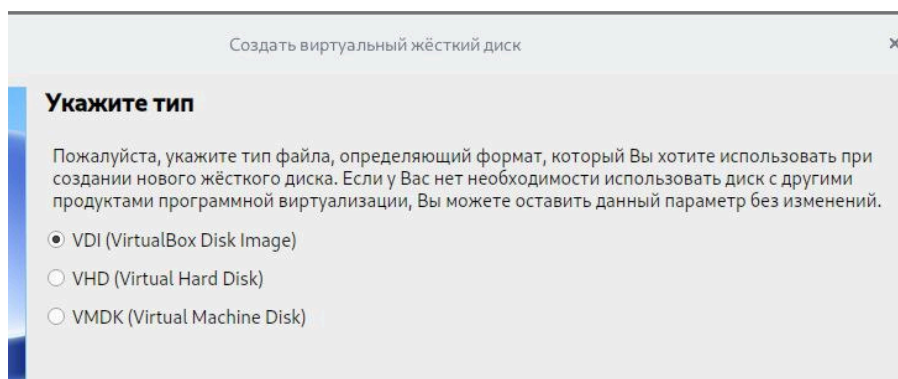 Создать виртуальный жёсткий диск
Укажите тип
Пожалуйста, укажите тип файла, определяющий формат, который Вы хотите использовать при
создании нового жёсткого диска. Если у Вас нет необходимости использовать диск с другими
продуктами программной виртуализации, Вы можете оставить данный параметр без изменений.
VDI (VirtualBox Disk Image)
VHD (Virtual Hard Disk)
VMDK (Virtual Machine Disk)